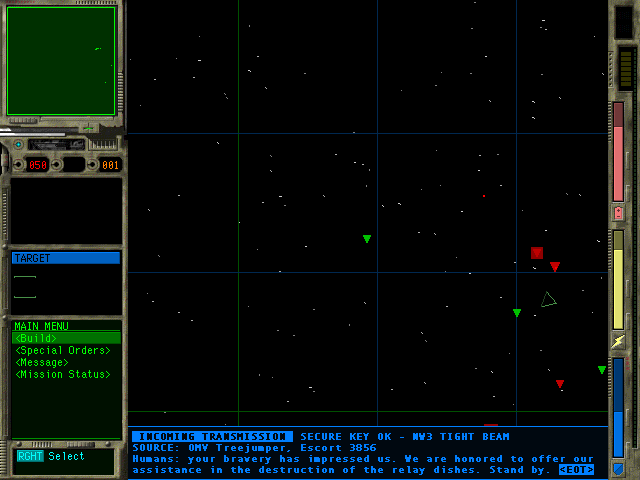 050
001
TARGET
MAIN MENU
<Build>
<Special Orders>
<Message>
<Mission Status>
RGHT Select
INCOMING TRANSMISSION SECURE KEY OK - NW3 TIGHT BEAM
SOURCE: OMV Treejumper, Escort 3856
Humans: your bravery has impressed us. We are honored to offer our
assistance in the destruction of the relay dishes. Stand by. <EOT>